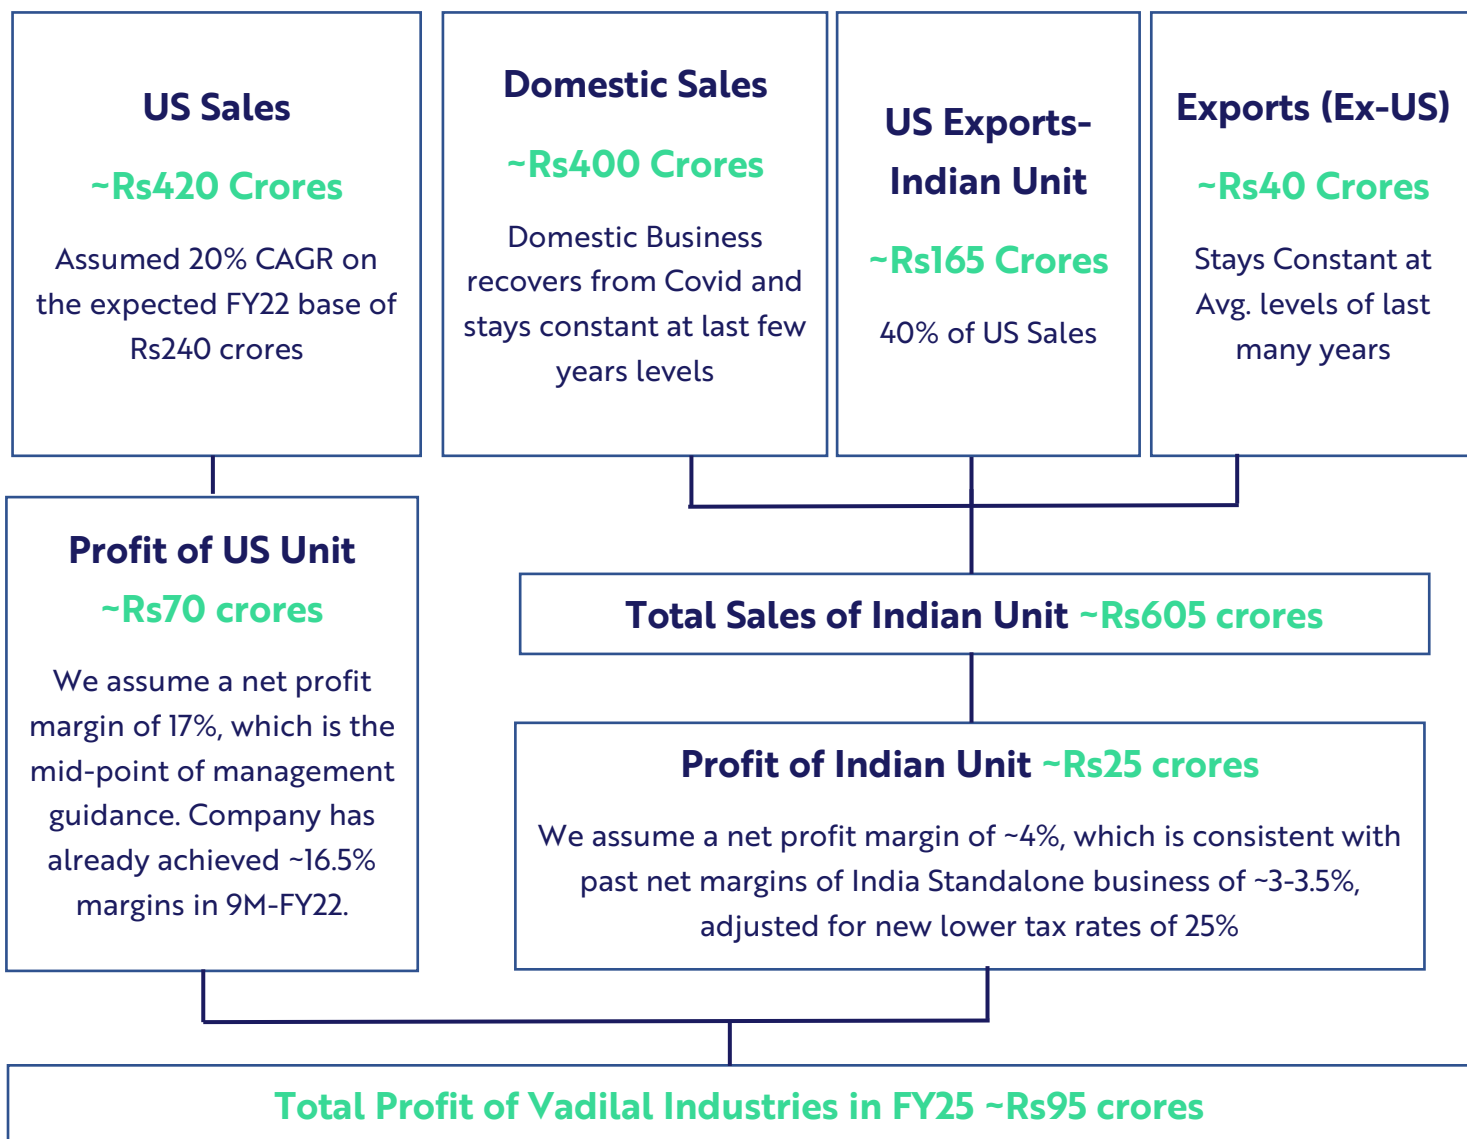 US Sales
~Rs420 Crores
Assumed 20% CAGR on
the expected FY22 base of
Rs240 crores
Domestic Sales
~Rs400 Crores
Domestic Business
recovers from Covid and
stays constant at last few
years levels
US Exports-
Indian Unit
~Rs165 Crores
40% of US Sales
Exports (Ex-US)
~Rs40 Crores
Stays Constant at
Avg. levels of last
many years
Profit of US Unit
~Rs70 crores
We assume a net profit
margin of 17%, which is the
mid-point of management
guidance. Company has
already achieved ~16.5%
margins in 9M-FY22.
Total Sales of Indian Unit ~Rs605 crores
Profit of Indian Unit ~Rs25 crores
We assume a net profit margin of ~4%, which is consistent with
past net margins of India Standalone business of ~3-3.5%,
adjusted for new lower tax rates of 25%
Total Profit of Vadilal Industries in FY25 ~Rs95 crores